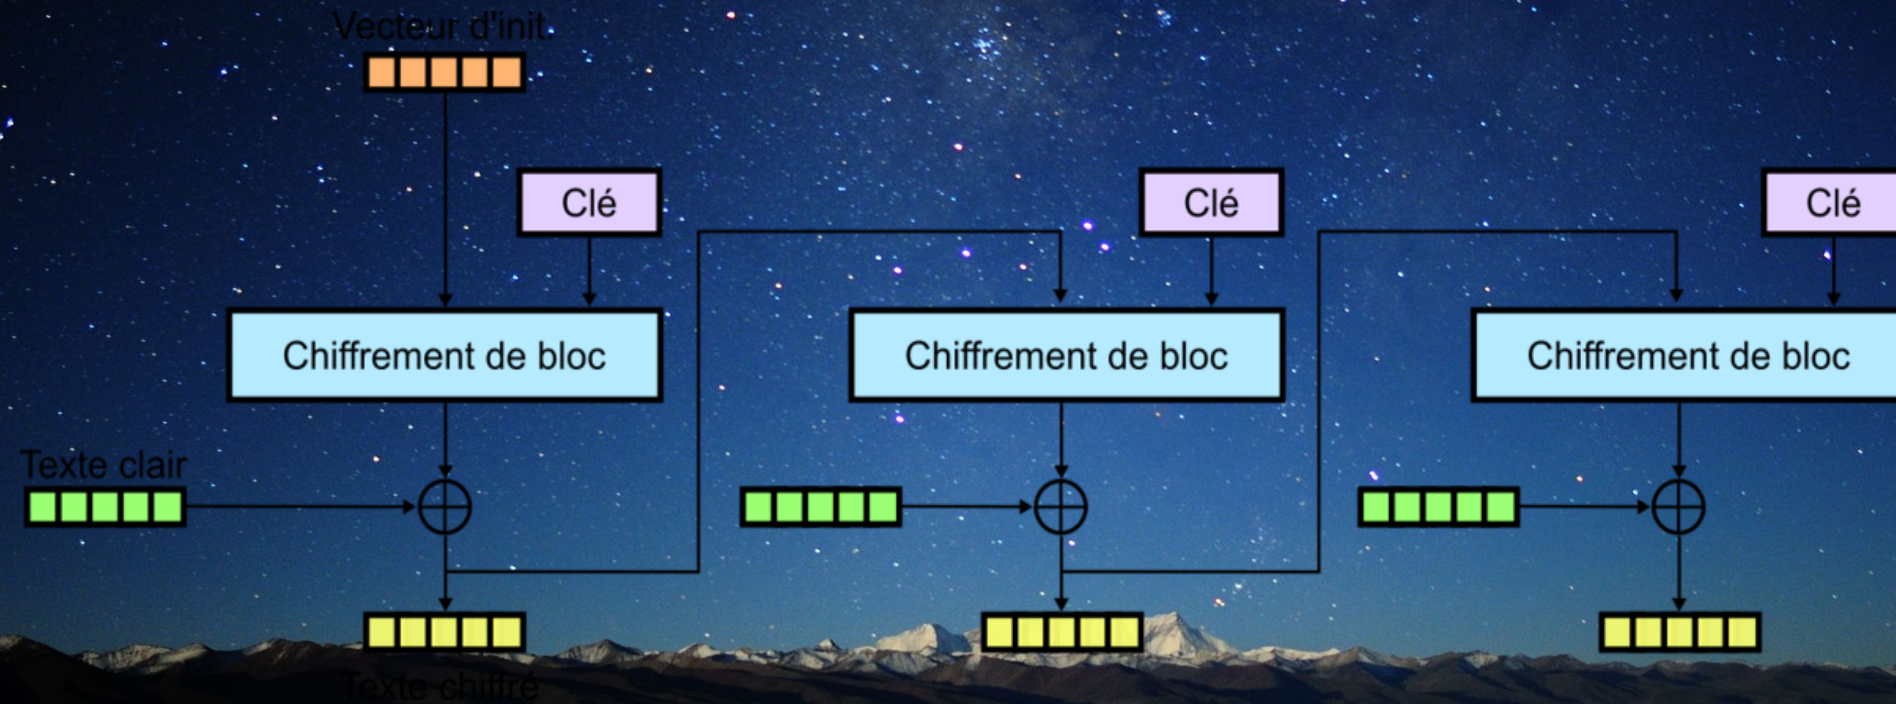 Vecteur d'init.
Clé
Clé
Clé
Chiffrement de bloc
Chiffrement de bloc
Chiffrement de bloc
Texte clair
Texte chiffré